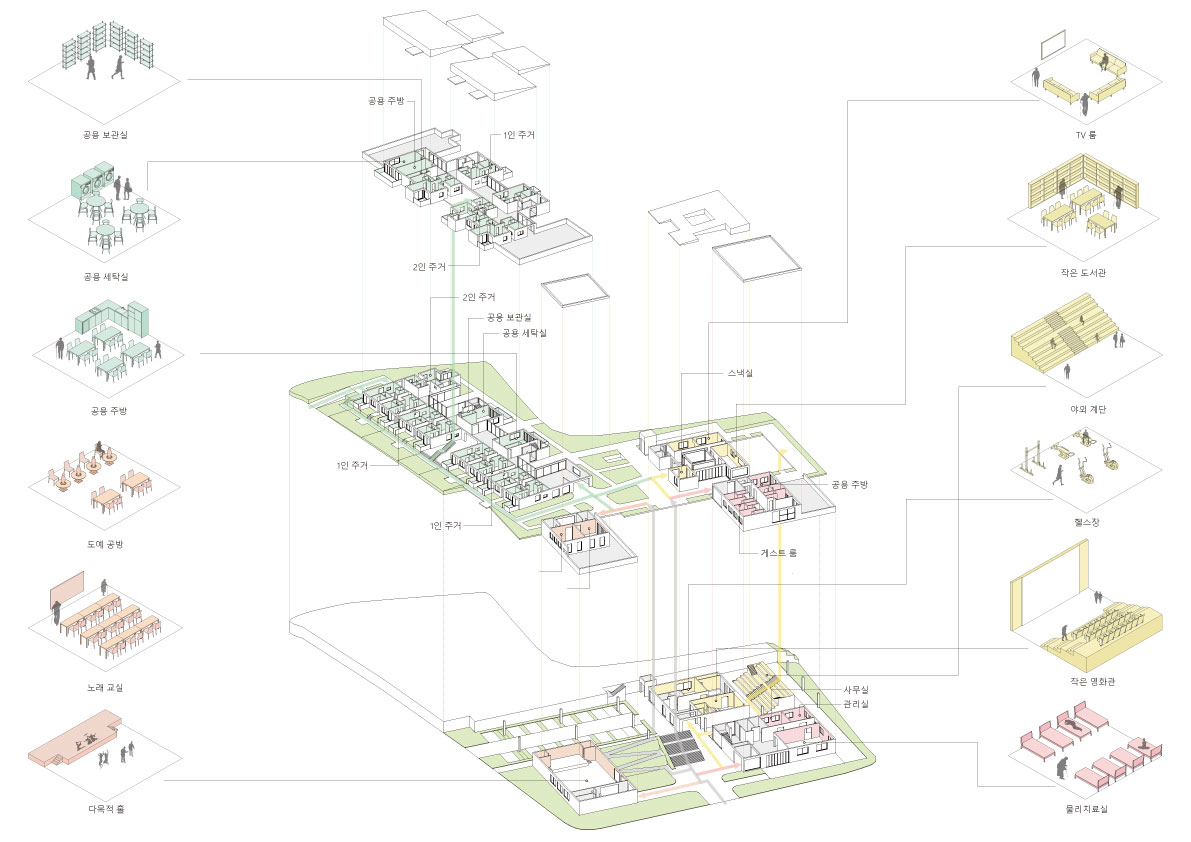 공용 보관실
공용 세탁실
공용 주방
도예 공방
노래 교실
다목적 홀
공용 주방
1인 주거
2인 주거
2인 주거
공용 보관실
공용 세탁실
1인 주거
1인 주거
스낵실
공용 주방
게스트 룸
사무실
관리실
TV 룸
작은 도서관
야외 계단
헬스장
작은 영화관
물리치료실